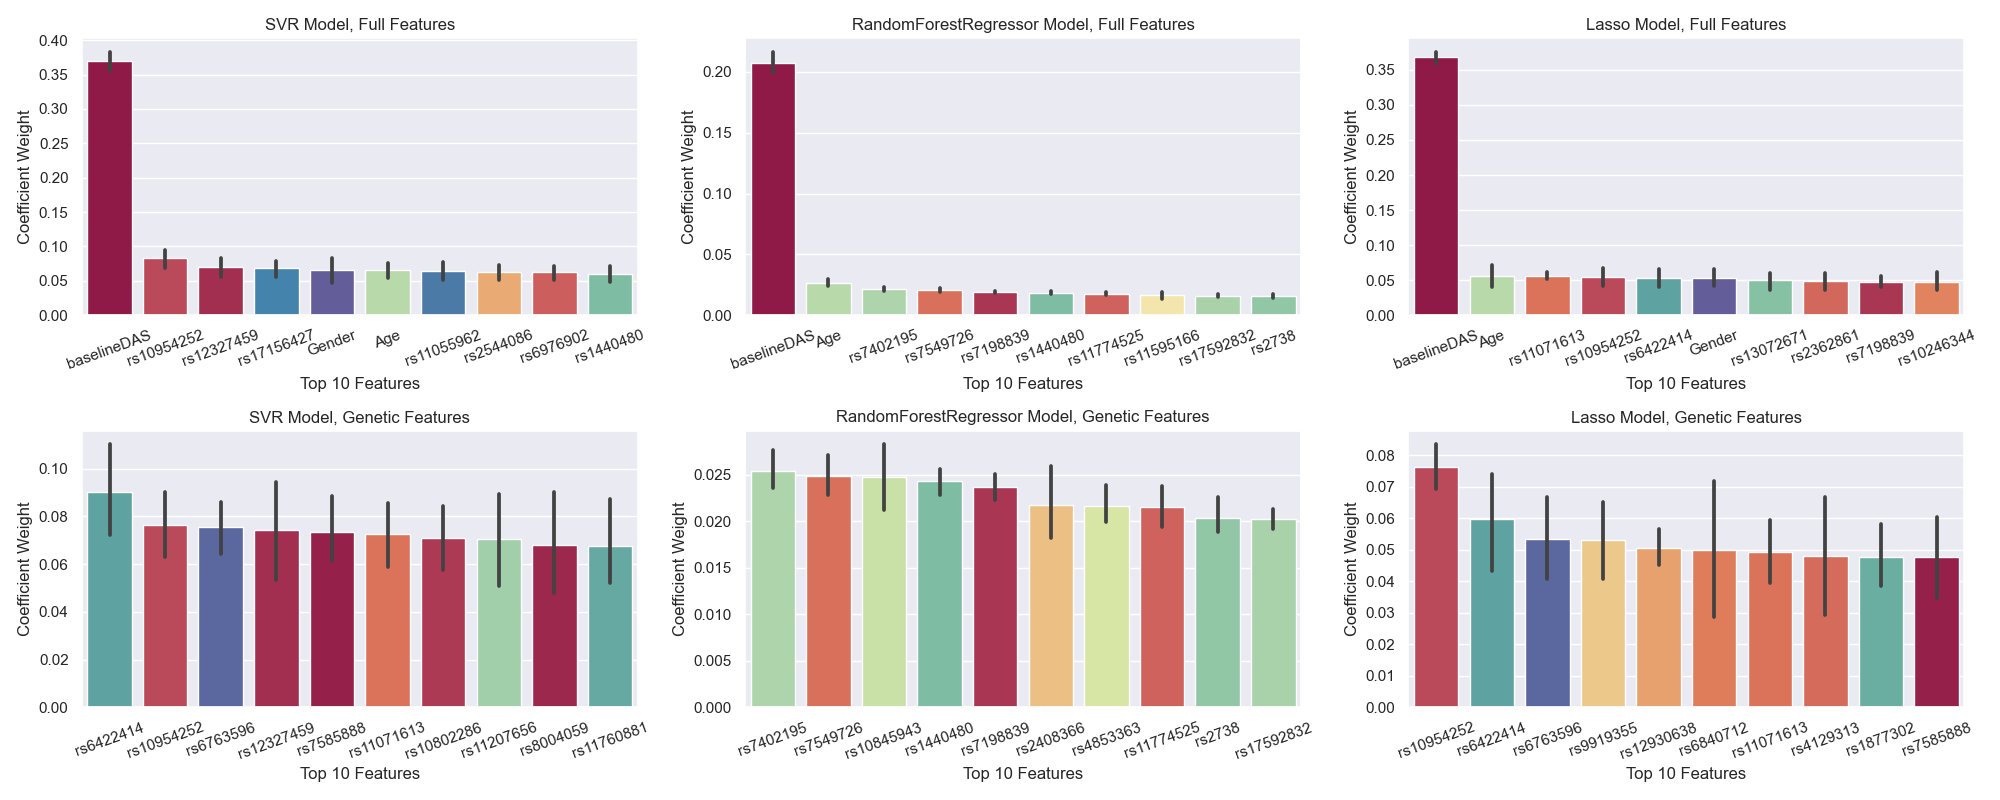 SVR Model, Full Features
0.40
0.35
0.30
0.25
0.20
0.15
0.10
0.05
0.00
Coefficient Weight
baselineDAS
rs10954252
rs12327459
rs17156427
Gender
Age
rs11055962
rs2544086
rs6976902
rs1440480
Top 10 Features
RandomForestRegressor Model, Full Features
0.20
0.15
0.10
0.05
0.00
Coefficient Weight
baselineDAS
Age
rs7402195
rs7549726
rs7198839
rs1440480
rs11774525
rs11595166
rs17592832
rs2738
Top 10 Features
Lasso Model, Full Features
0.35
0.30
0.25
0.20
0.15
0.10
0.05
0.00
Coefficient Weight
baselineDAS
Age
rs11071613
rs10954252
rs6422414
Gender
rs13072671
rs2362861
rs7198839
rs10246344
Top 10 Features
SVR Model, Genetic Features
0.10
0.08
0.06
0.04
0.02
0.00
Coefficient Weight
rs6422414
rs10954252
rs6763596
rs12327459
rs7585888
rs11071613
rs10802286
rs11207656
rs8004059
rs11760881
Top 10 Features
RandomForestRegressor Model, Genetic Features
0.025
0.020
0.015
0.010
0.005
0.000
Coefficient Weight
rs7402195
rs7549726
rs10845943
rs1440480
rs7198839
rs2408366
rs4853363
rs11774525
rs2738
rs17592832
Top 10 Features
Lasso Model, Genetic Features
0.08
0.07
0.06
0.05
0.04
0.03
0.02
0.01
0.00
Coefficient Weight
rs10954252
rs6422414
rs6763596
rs9919355
rs12930638
rs6840712
rs11071613
rs4129313
rs1877302
rs7585888
Top 10 Features